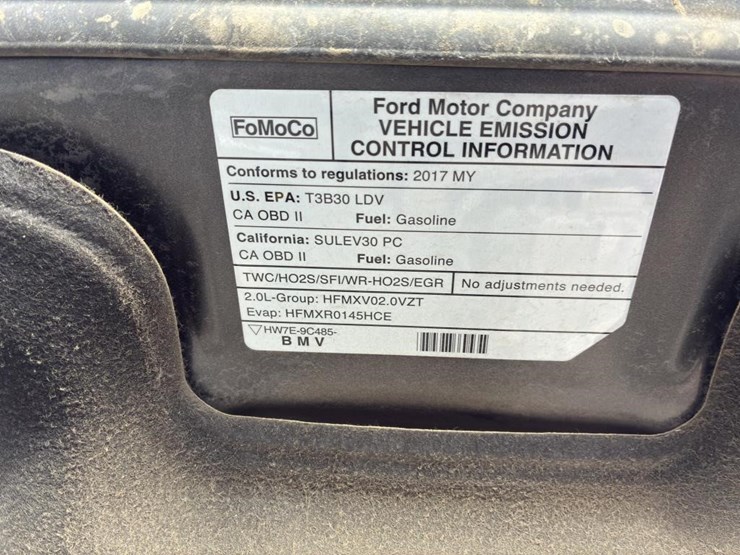 FoMoCo
Ford Motor Company
VEHICLE EMISSION
CONTROL INFORMATION
Conforms to regulations: 2017 MY
U.S. EPA: T3B30 LDV
CA OBD II Fuel: Gasoline
California: SULEV30 PC
CA OBD II Fuel: Gasoline
TWC/HO2S/SFI/WR-HO2S/EGR No adjustments needed.
2.0L-Group: HFMXV02.0VZT
Evap: HFMXR0145HCE
HW7E-9C485-
B M V